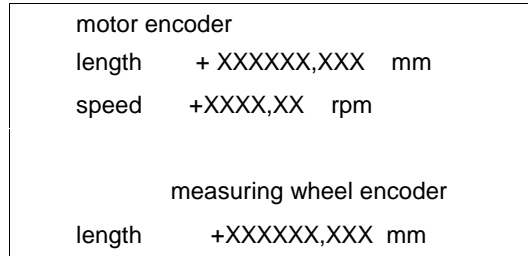 motor encoder
length + XXXXXX,XXX mm
speed +XXXX,XX rpm
measuring wheel encoder
length +XXXXXX,XXX mm